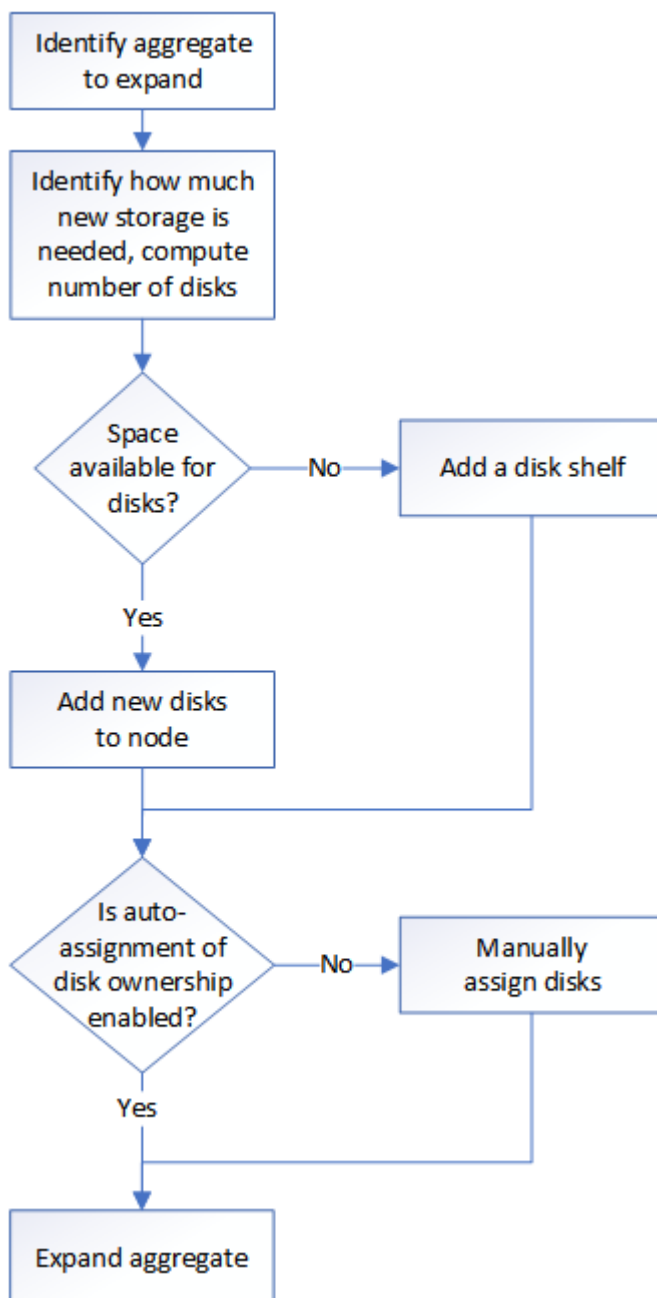 Identify aggregate
to expand
Identify how much
new storage is
needed, compute
number of disks
Space
available for
disks?
No
Add a disk shelf
Yes
Add new disks
to node
Is auto-
assignment of
disk ownership
enabled?
No
Manually
assign disks
Yes
Expand aggregate